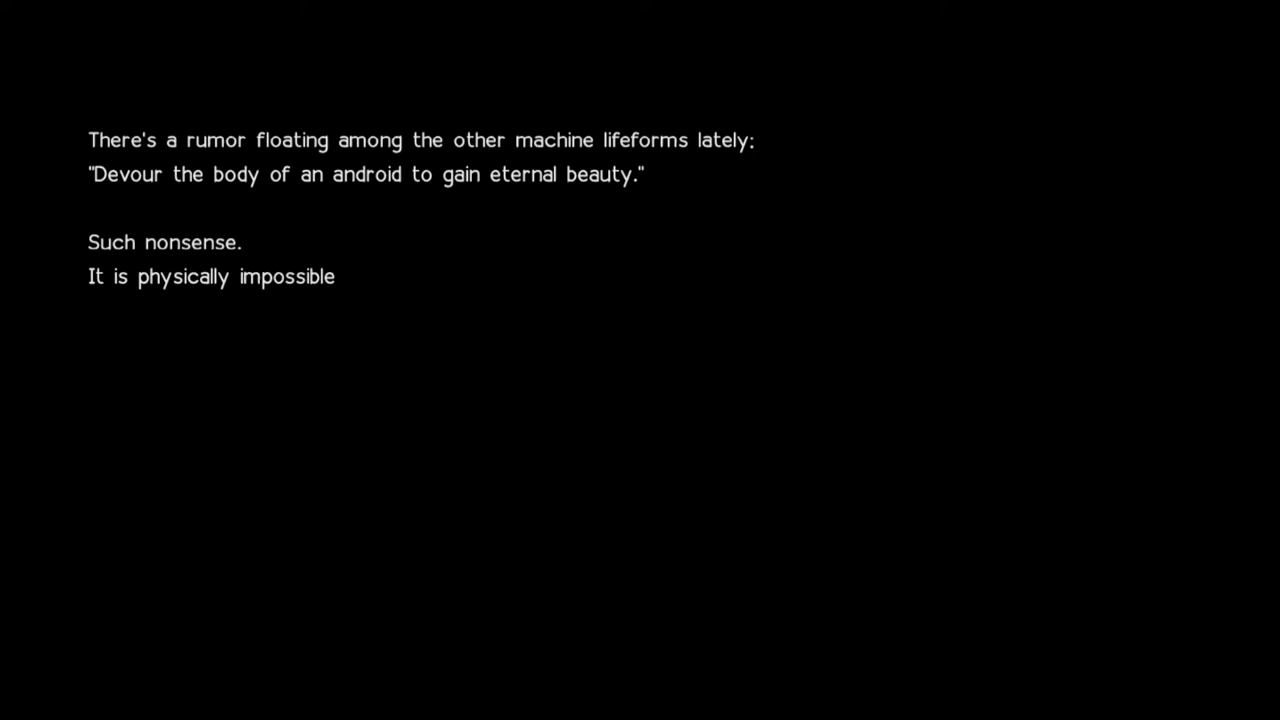 There's a rumor floating among the other machine lifeforms lately:
"Devour the body of an android to gain eternal beauty."
Such nonsense.
It is physically impossible